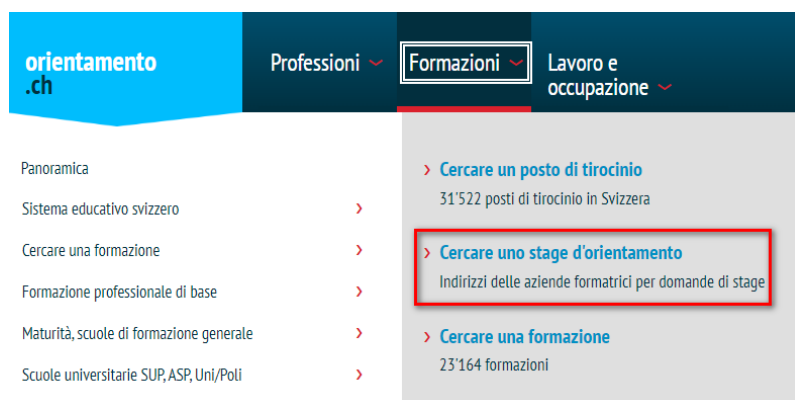 orientamento
.ch
Professioni
Formazioni
Lavoro e
occupazione
Panoramica
Sistema educativo svizzero
Cercare una formazione
Formazione professionale di base
Maturità, scuole di formazione generale
Scuole universitarie SUP, ASP, Uni/Poli
Cercare un posto di tirocinio
31'522 posti di tirocinio in Svizzera
Cercare uno stage d'orientamento
Indirizzi delle aziende formatrici per domande di stage
Cercare una formazione
23'164 formazioni